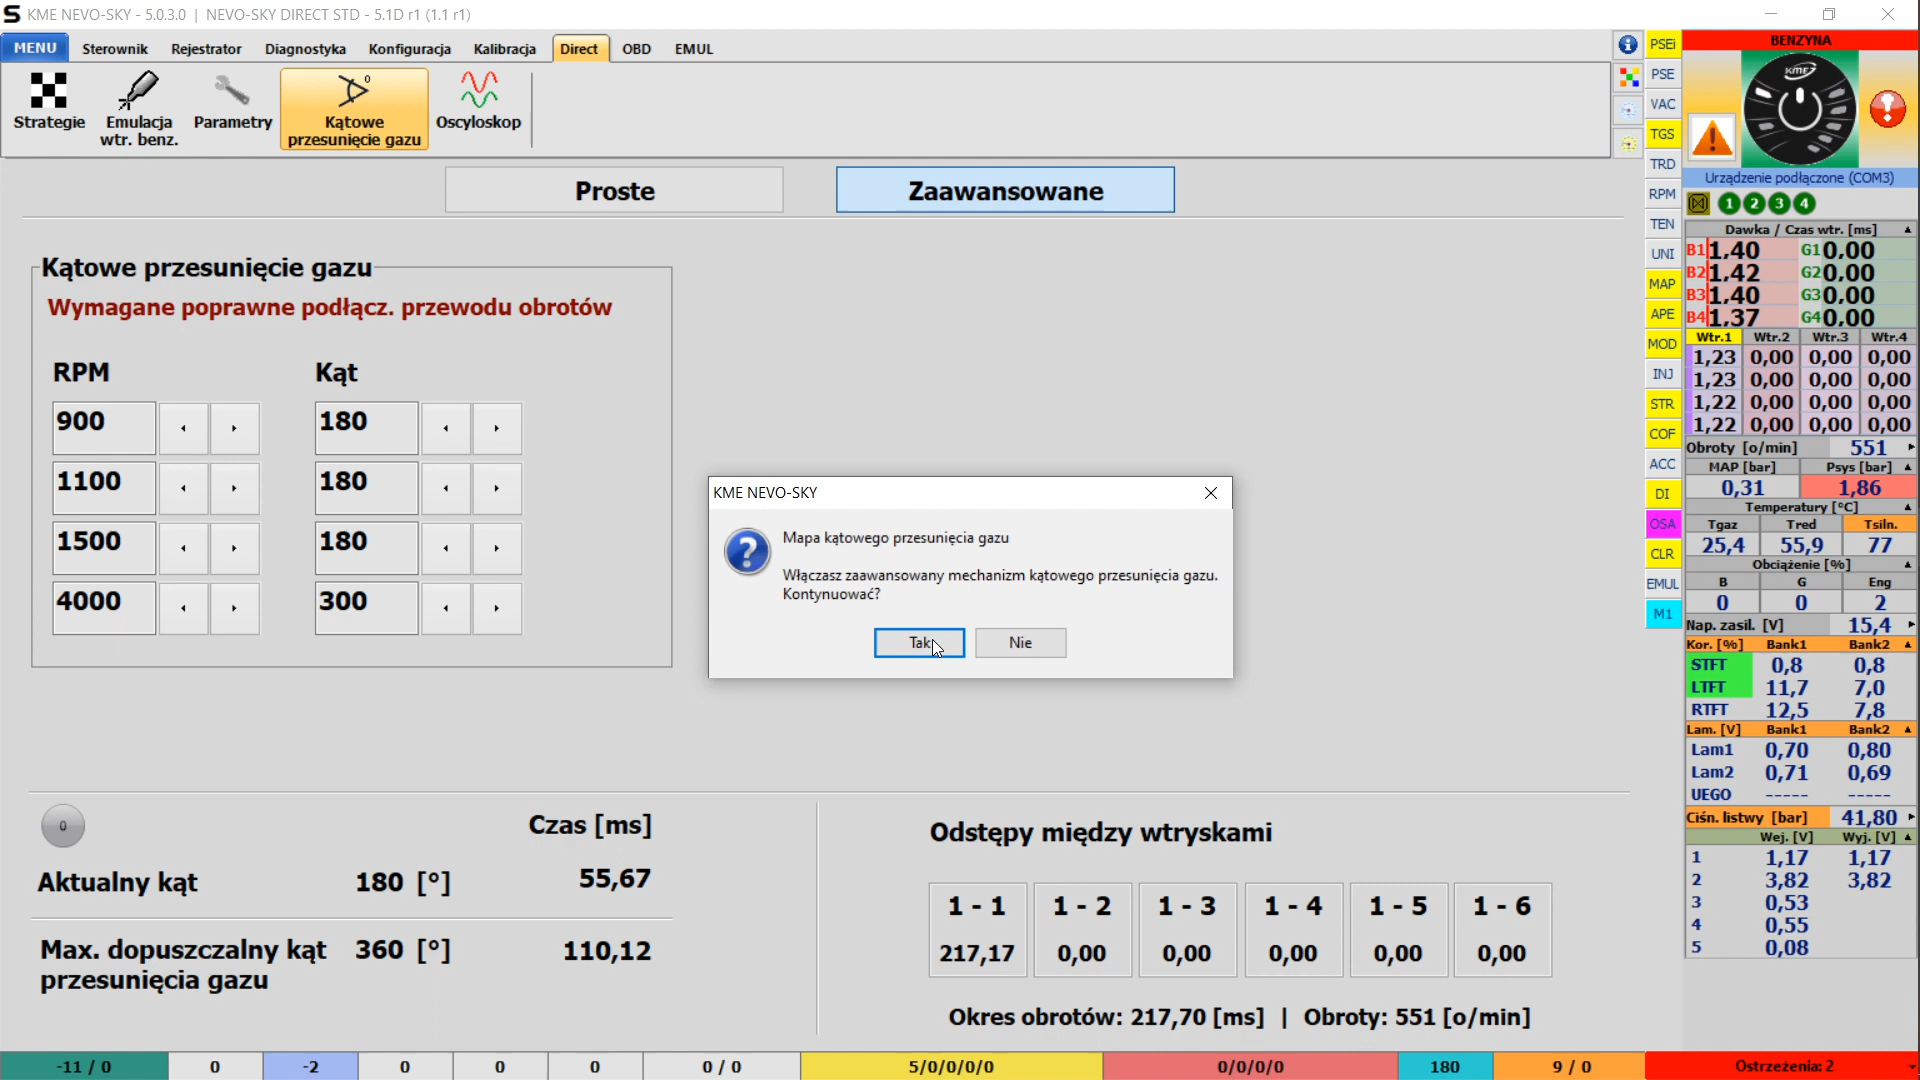 KME NEVO-SKY - 5.0.3.0 | NEVO-SKY DIRECT STD - 5.1D r1 (1.1 r1)
MENU Sterownik Rejestrator Diagnostyka Konfiguracja Kalibracja Direct OBD EMUL
Strategie
Emulacja
wtr. benz.
Parametry
Kątowe
przesunięcie gazu
Oscyloskop
Proste
Zaawansowane
Kątowe przesunięcie gazu
Wymagane poprawne podłącz. przewodu obrotów
RPM Kąt
900 180
1100 180
1500 180
4000 300
KME NEVO-SKY
Mapa kątowego przesunięcia gazu
Włączasz zaawansowany mechanizm kątowego przesunięcia gazu.
Kontynuować?
Tak Nie
0
Czas [ms]
Aktualny kąt 180 [°] 55,67
Max. dopuszczalny kąt 360 [°] 110,12
przesunięcia gazu
Odstępy między wtryskami
1 - 1 1 - 2 1 - 3 1 - 4 1 - 5 1 - 6
217,17 0,00 0,00 0,00 0,00 0,00
Okres obrotów: 217,70 [ms] | Obroty: 551 [o/min]
PSEi
PSE
VAC
TGS
TRD
RPM
TEN
UNI
MAP
APE
MOD
INJ
STR
COF
ACC
DI
OSA
CLR
EMUL
M1
BENZYNA
KME
Urządzenie podłączone (COM3)
1 2 3 4
Dawka / Czas wtr. [ms]
B1 1,40 G1 0,00
B2 1,42 G2 0,00
B3 1,40 G3 0,00
B4 1,37 G4 0,00
Wtr.1 Wtr.2 Wtr.3 Wtr.4
1,23 0,00 0,00 0,00
1,23 0,00 0,00 0,00
1,22 0,00 0,00 0,00
1,22 0,00 0,00 0,00
Obroty [o/min] 551
MAP [bar] Psys [bar]
0,31 1,86
Temperatury [°C]
Tgaz Tred Tsiln.
25,4 55,9 77
Obciążenie [%]
B G Eng
0 0 2
Nap. zasil. [V] 15,4
Kor. [%] Bank1 Bank2
STFT 0,8 0,8
LTFT 11,7 7,0
RTFT 12,5 7,8
Lam. [V] Bank1 Bank2
Lam1 0,70 0,80
Lam2 0,71 0,69
UEGO ----- -----
Ciśn. listwy [bar] 41,80
Wej. [V] Wyj. [V]
1 1,17 1,17
2 3,82 3,82
3 0,53
4 0,55
5 0,08
-11 / 0 0 -2 0 0 0 0 / 0 5/0/0/0/0 0/0/0/0 180 9 / 0 Ostrzeżenia: 2